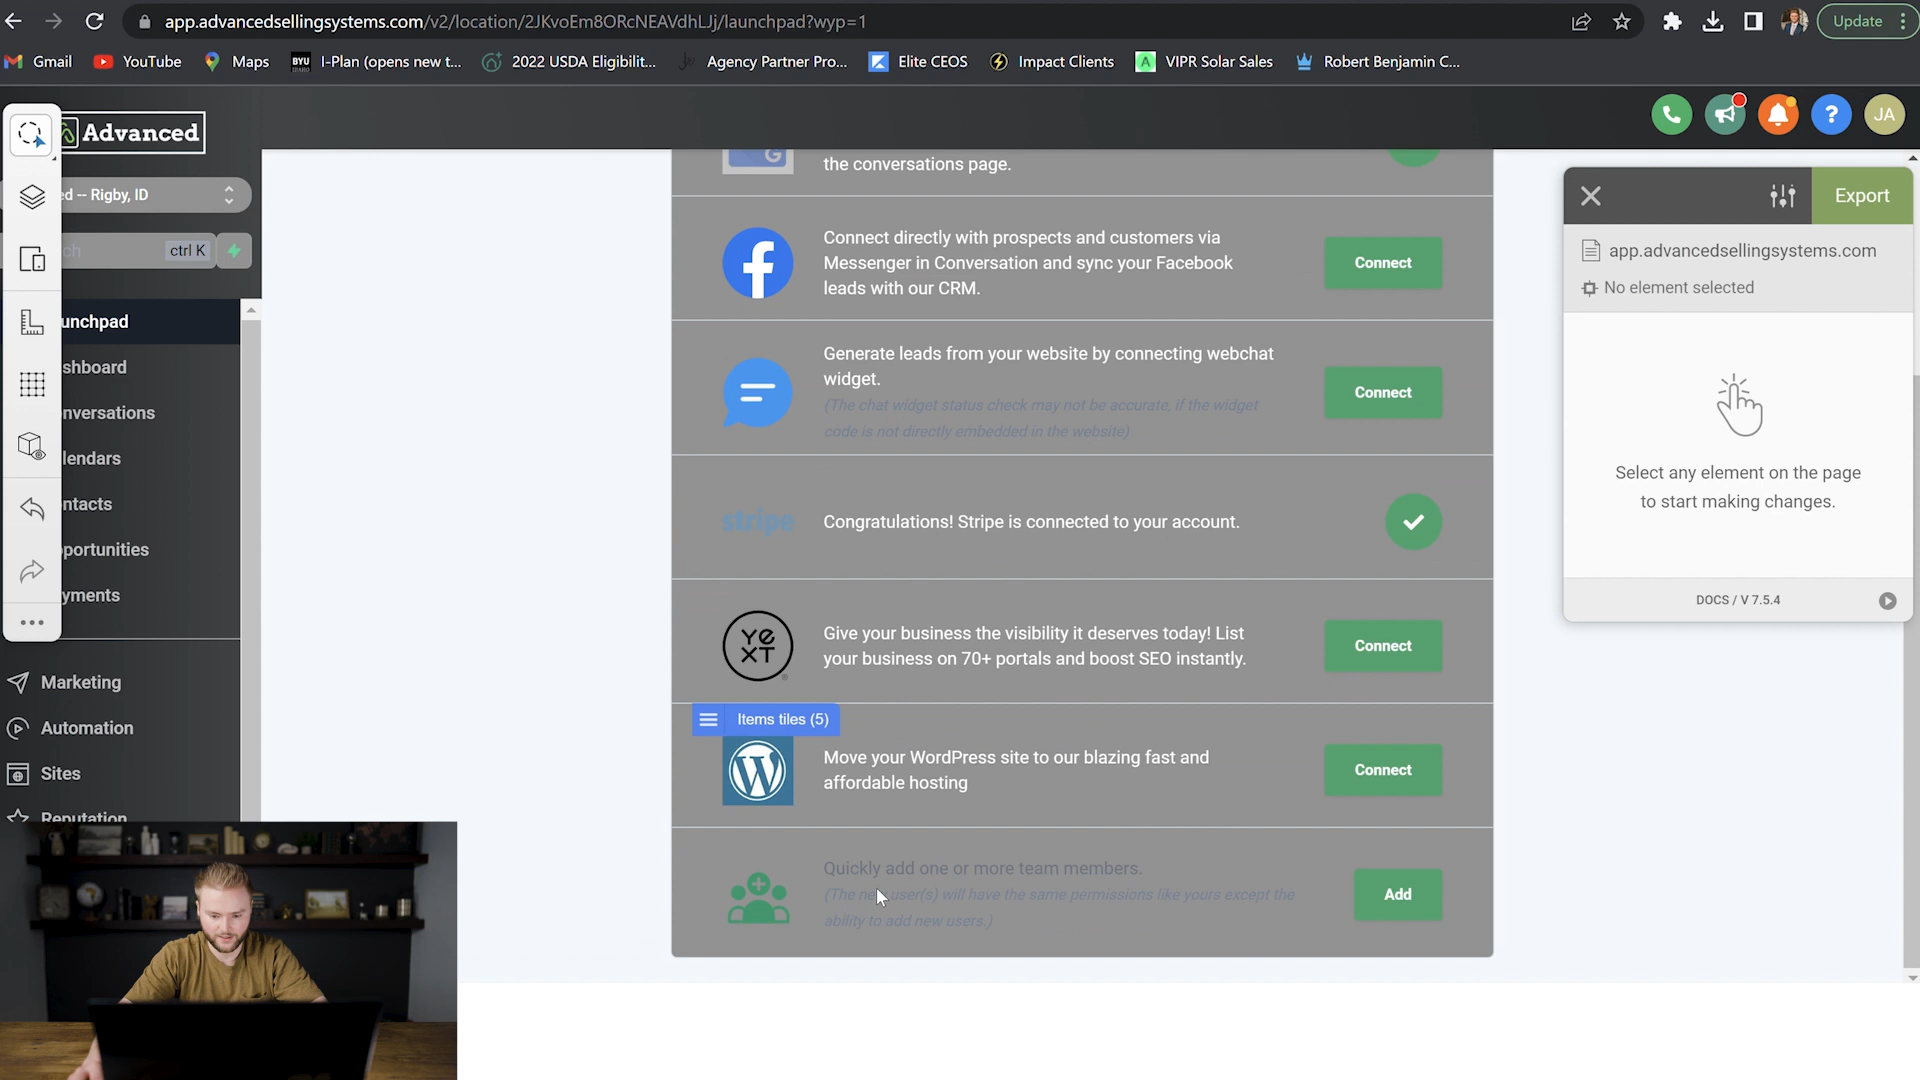 app.advancedsellingsystems.com/v2/location/2JKvoEm8ORcNEAVdhLJj/launchpad?wyp=1
Update
Gmail
YouTube
Maps
BYU
IDAHO
I-Plan (opens new t...
2022 USDA Eligibilit...
Agency Partner Pro...
Elite CEOS
Impact Clients
A
VIPR Solar Sales
Robert Benjamin C...
Advanced
?
JA
ed -- Rigby, ID
ch
ctrl K
unchpad
shboard
nversations
lendars
ntacts
portunities
yments
Marketing
Automation
Sites
Reputation
G
the conversations page.
Connect directly with prospects and customers via
Messenger in Conversation and sync your Facebook
leads with our CRM.
Connect
Generate leads from your website by connecting webchat
widget.
(The chat widget status check may not be accurate, if the widget
code is not directly embedded in the website)
Connect
stripe
Congratulations! Stripe is connected to your account.
yext
Give your business the visibility it deserves today! List
your business on 70+ portals and boost SEO instantly.
Connect
Items tiles (5)
Move your WordPress site to our blazing fast and
affordable hosting
Connect
Quickly add one or more team members.
(The new user(s) will have the same permissions like yours except the
ability to add new users.)
Add
Export
app.advancedsellingsystems.com
No element selected
Select any element on the page
to start making changes.
DOCS / V 7.5.4